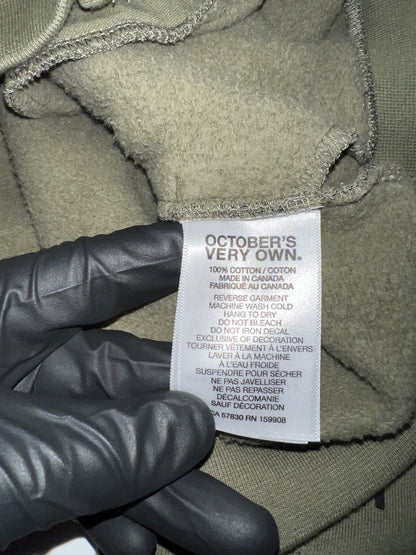 OCTOBER'S
VERY OWN®
100% COTTON / COTON
MADE IN CANADA
FABRIQUÉ AU CANADA
REVERSE GARMENT
MACHINE WASH COLD
HANG TO DRY
DO NOT BLEACH
DO NOT IRON DECAL
EXCLUSIVE OF DECORATION
TOURNER VÊTEMENT À L'ENVERS
LAVER À LA MACHINE
À L'EAU FROIDE
SUSPENDRE POUR SÉCHER
NE PAS JAVELLISER
NE PAS REPASSER
DÉCALCOMANIE
SAUF DÉCORATION
CA 57830 RN 159908